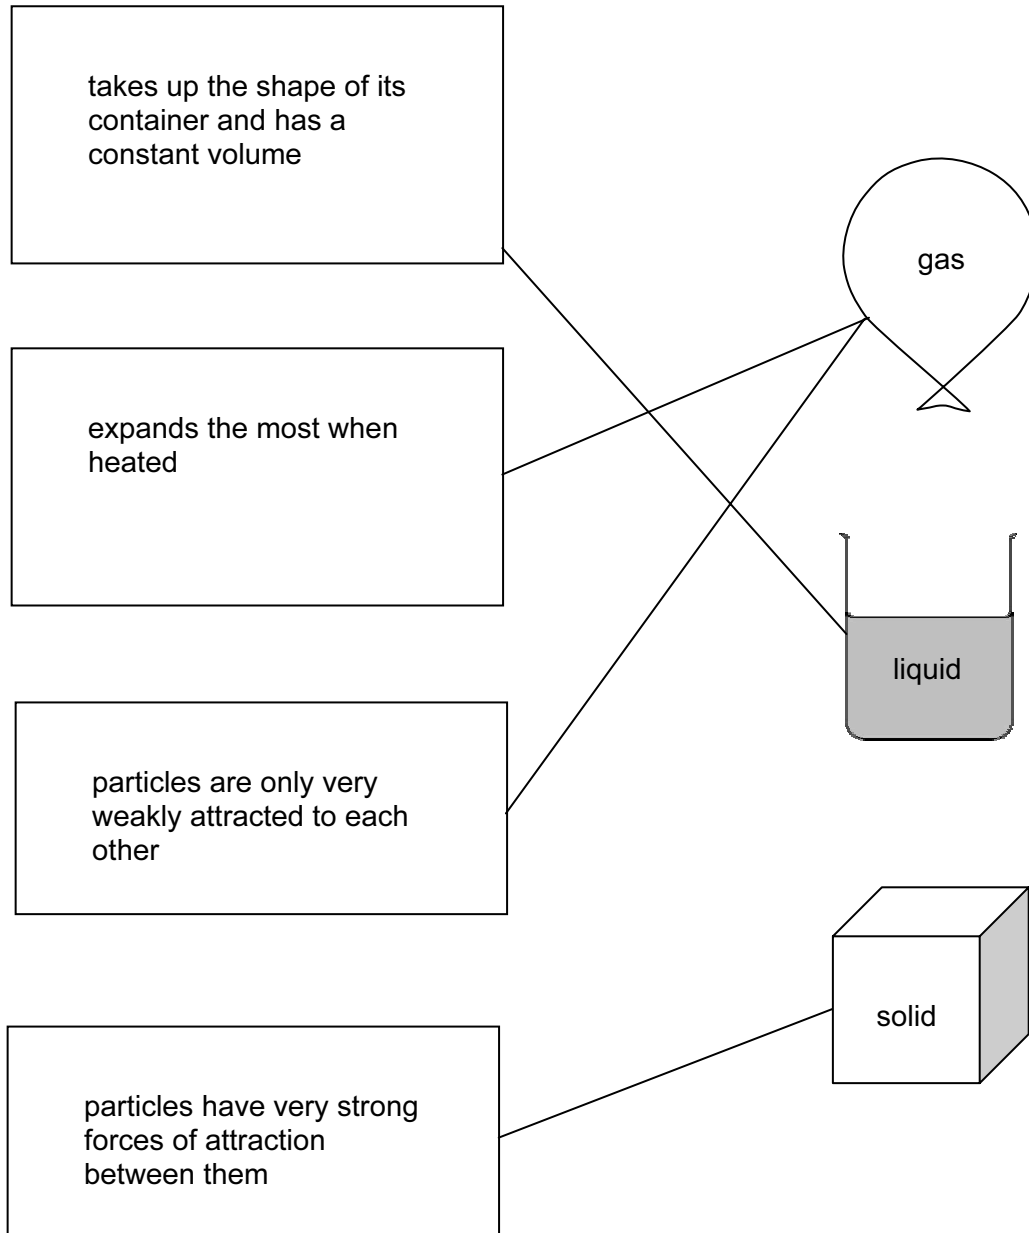 takes up the shape of its
container and has a
constant volume
gas
expands the most when
heated
liquid
particles are only very
weakly attracted to each
other
solid
particles have very strong
forces of attraction
between them